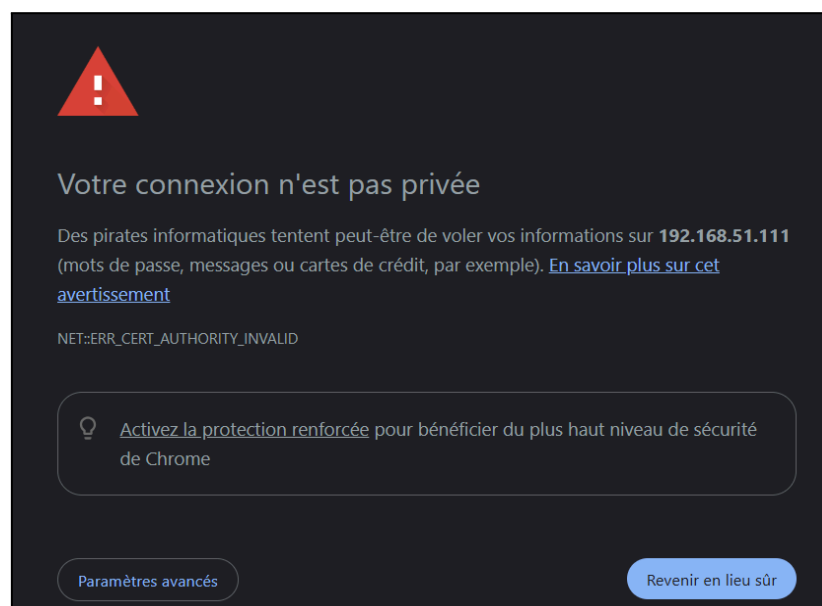 Votre connexion n'est pas privée
Des pirates informatiques tentent peut-être de voler vos informations sur 192.168.51.111
(mots de passe, messages ou cartes de crédit, par exemple). En savoir plus sur cet
avertissement
NET::ERR_CERT_AUTHORITY_INVALID
Activez la protection renforcée pour bénéficier du plus haut niveau de sécurité
de Chrome
Paramètres avancés
Revenir en lieu sûr